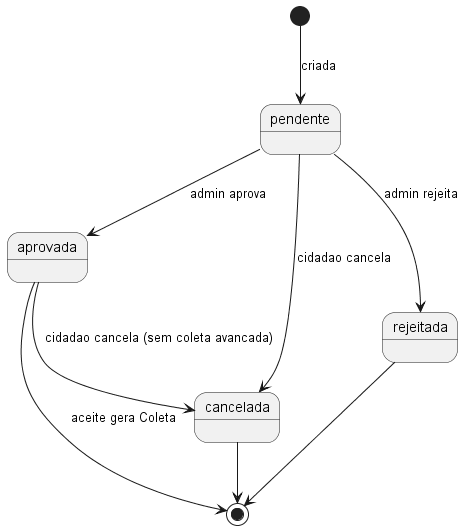 criada
pendente
admin aprova
admin rejeita
aprovada
cidadao cancela
rejeitada
cidadao cancela (sem coleta avancada)
cancelada
aceite gera Coleta